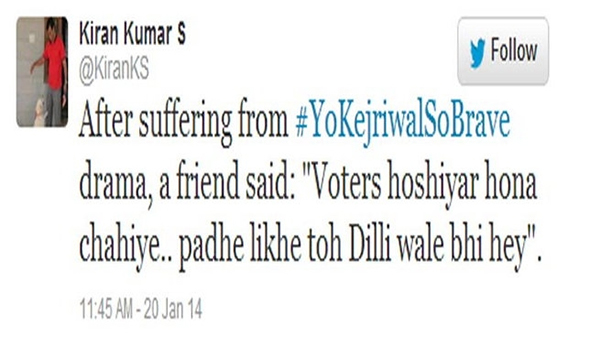 Kiran Kumar S
@KiranKS
Follow
After suffering from #YoKejriwalSoBrave
drama, a friend said: "Voters hoshiyar hona
chahiye.. padhe likhe toh Dilli wale bhi hey".
11:45 AM - 20 Jan 14